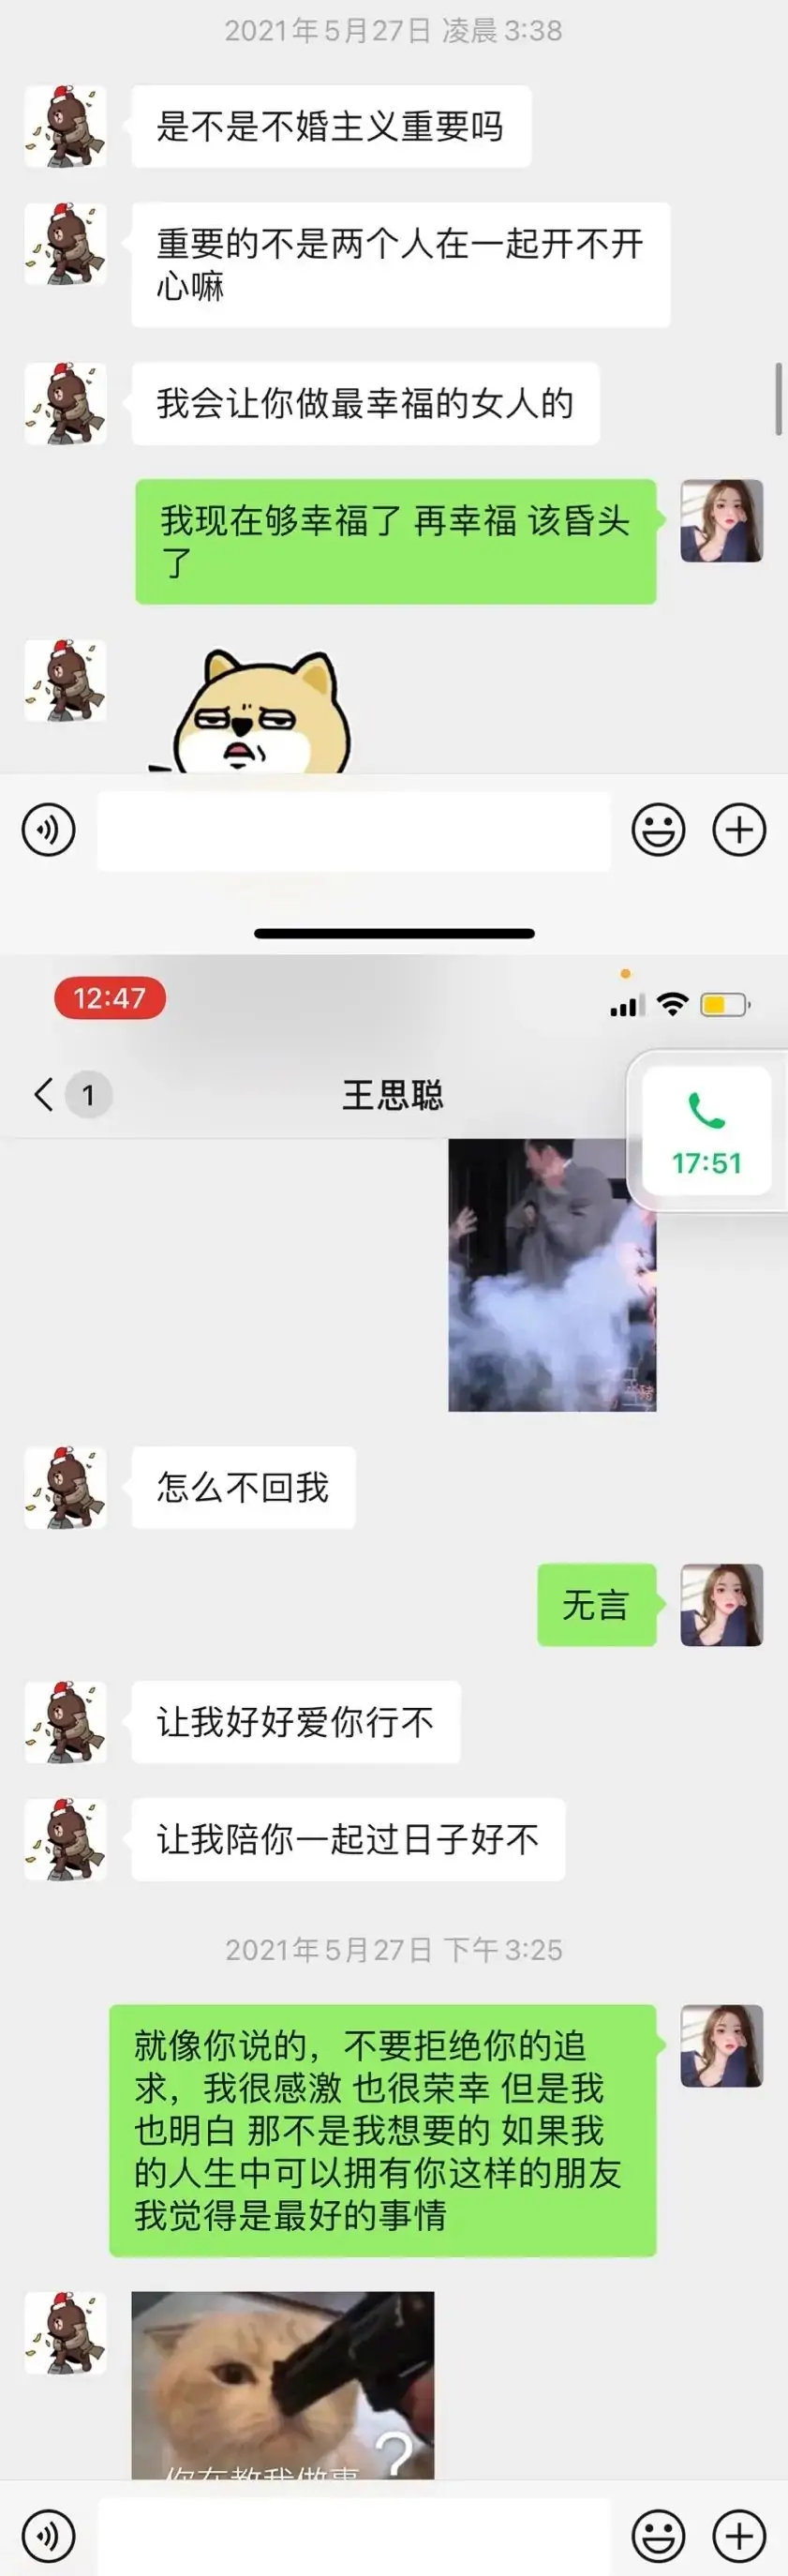 2021年5月27日 凌晨 3:38
是不是不婚主义重要吗
重要的不是两个人在一起开不开
心嘛
我会让你做最幸福的女人的
我现在够幸福了 再幸福 该昏头
了
12:47
1
王思聪
17:51
怎么不回我
无言
让我好好爱你行不
让我陪你一起过日子好不
2021年5月27日 下午 3:25
就像你说的，不要拒绝你的追
求，我很感激 也很荣幸 但是我
也明白 那不是我想要的 如果我
的人生中可以拥有你这样的朋友
我觉得是最好的事情
你在教我做事
?